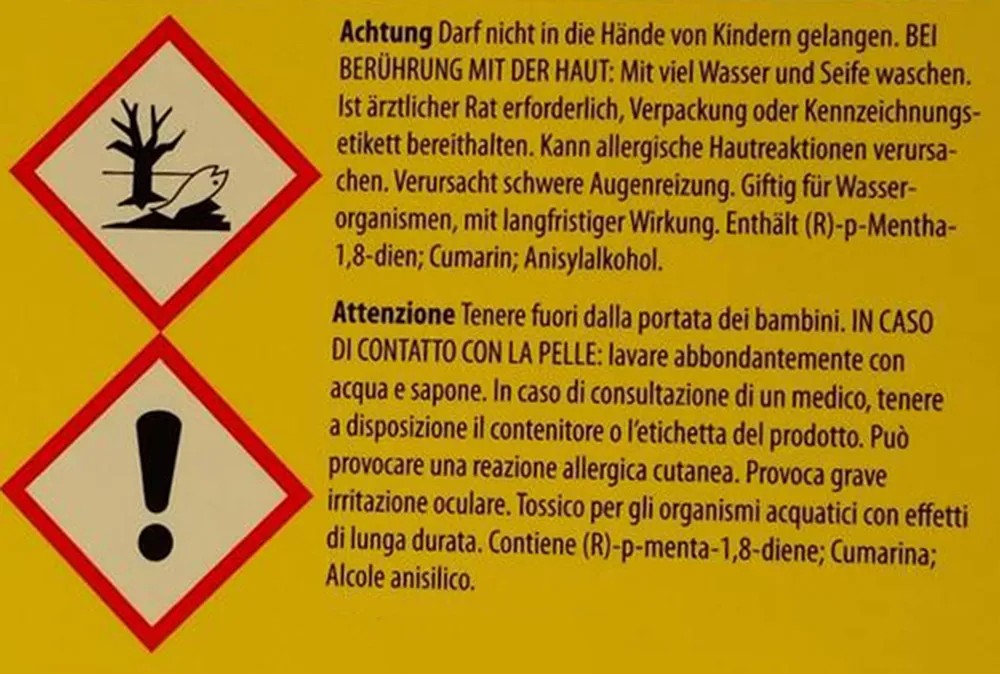 Achtung Darf nicht in die Hände von Kindern gelangen. BEI
BERÜHRUNG MIT DER HAUT: Mit viel Wasser und Seife waschen.
Ist ärztlicher Rat erforderlich, Verpackung oder Kennzeichnungs-
etikett bereithalten. Kann allergische Hautreaktionen verursa-
chen. Verursacht schwere Augenreizung. Giftig für Wasser-
organismen, mit langfristiger Wirkung. Enthält (R)-p-Mentha-
1,8-dien; Cumarin; Anisylalkohol.
Attenzione Tenere fuori dalla portata dei bambini. IN CASO
DI CONTATTO CON LA PELLE: lavare abbondantemente con
acqua e sapone. In caso di consultazione di un medico, tenere
a disposizione il contenitore o l'etichetta del prodotto. Può
provocare una reazione allergica cutanea. Provoca grave
irritazione oculare. Tossico per gli organismi acquatici con effetti
di lunga durata. Contiene (R)-p-menta-1,8-diene; Cumarina;
Alcole anisilico.